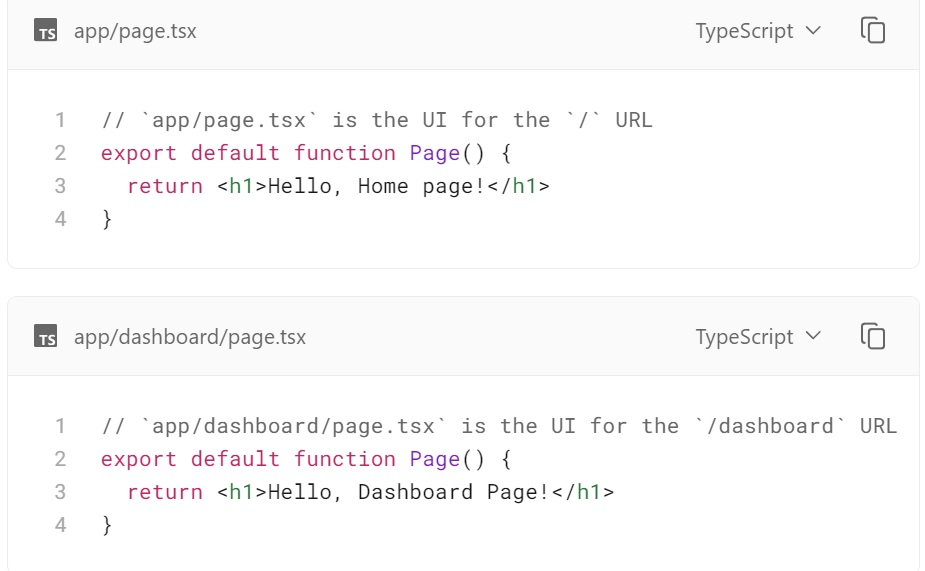 TS app/page.tsx TypeScript
1 // `app/page.tsx` is the UI for the `/` URL
2 export default function Page() {
3   return <h1>Hello, Home page!</h1>
4 }
TS app/dashboard/page.tsx TypeScript
1 // `app/dashboard/page.tsx` is the UI for the `/dashboard` URL
2 export default function Page() {
3   return <h1>Hello, Dashboard Page!</h1>
4 }